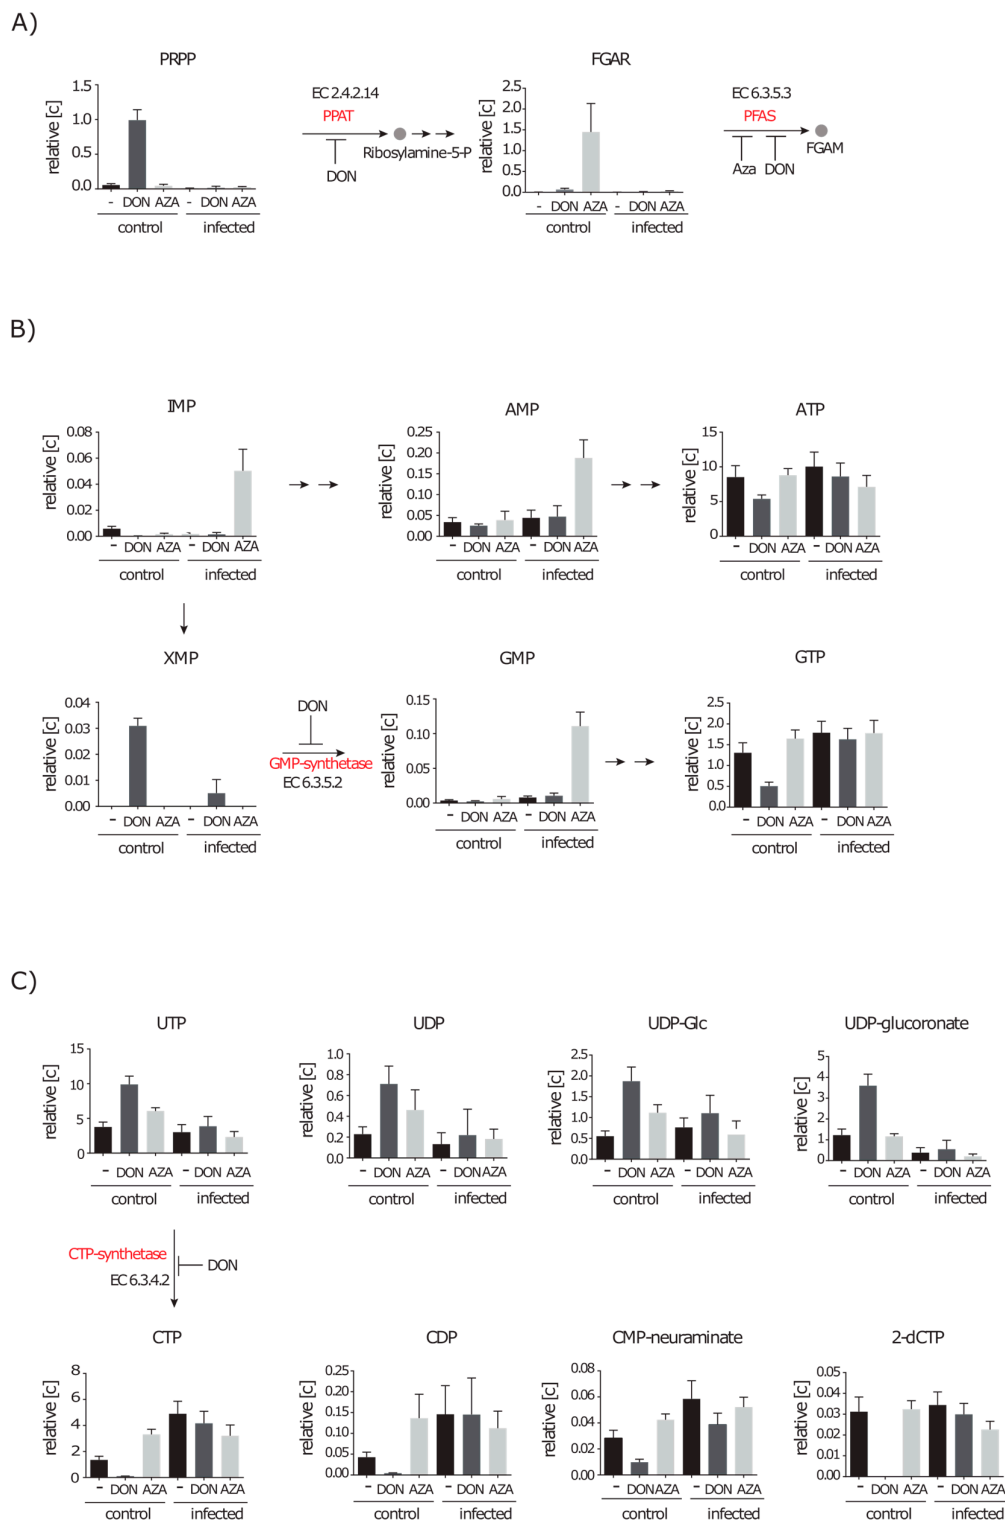 A)
PRPP
FGAR
relative [c]
1.5
1.0
0.5
0.0
- DON AZA - DON AZA
control infected
EC 2.4.2.14
PPAT
Ribosylamine-5-P
DON
relative [c]
2.5
2.0
1.5
1.0
0.5
0.0
- DON AZA - DON AZA
control infected
EC 6.3.5.3
PFAS
FGAM
Aza DON
B)
IMP
AMP
ATP
relative [c]
0.08
0.06
0.04
0.02
0.00
- DON AZA - DON AZA
control infected
relative [c]
0.25
0.20
0.15
0.10
0.05
0.00
- DON AZA - DON AZA
control infected
relative [c]
15
10
5
0
- DON AZA - DON AZA
control infected
XMP
GMP
GTP
relative [c]
0.04
0.03
0.02
0.01
0.00
- DON AZA - DON AZA
control infected
DON
GMP-synthetase
EC 6.3.5.2
relative [c]
0.15
0.10
0.05
0.00
- DON AZA - DON AZA
control infected
relative [c]
2.5
2.0
1.5
1.0
0.5
0.0
- DON AZA - DON AZA
control infected
C)
UTP
UDP
UDP-Glc
UDP-glucoronate
relative [c]
15
10
5
0
- DON AZA - DON AZA
control infected
relative [c]
1.0
0.8
0.6
0.4
0.2
0.0
- DON AZA - DON AZA
control infected
relative [c]
2.5
2.0
1.5
1.0
0.5
0.0
- DON AZA - DON AZA
control infected
relative [c]
5
4
3
2
1
0
- DON AZA - DON AZA
control infected
CTP-synthetase
EC 6.3.4.2
DON
CTP
CDP
CMP-neuraminate
2-dCTP
relative [c]
8
6
4
2
0
- DON AZA - DON AZA
control infected
relative [c]
0.25
0.20
0.15
0.10
0.05
0.00
- DON AZA - DON AZA
control infected
relative [c]
0.08
0.06
0.04
0.02
0.00
- DON AZA - DON AZA
control infected
relative [c]
0.05
0.04
0.03
0.02
0.01
0.00
- DON AZA - DON AZA
control infected